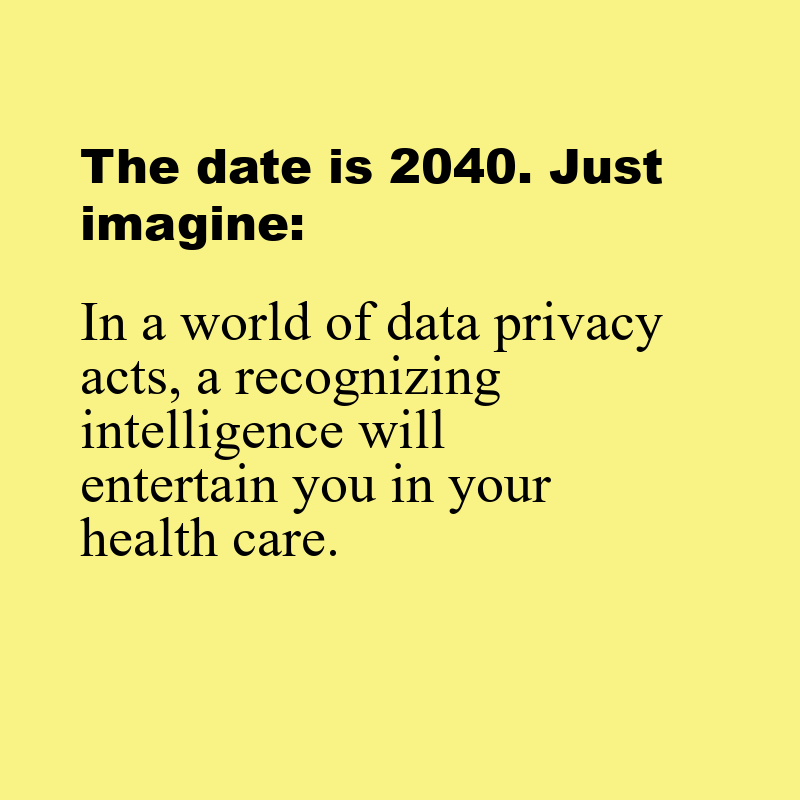 The date is 2040. Just
imagine:
In a world of data privacy
acts, a recognizing
intelligence will
entertain you in your
health care.